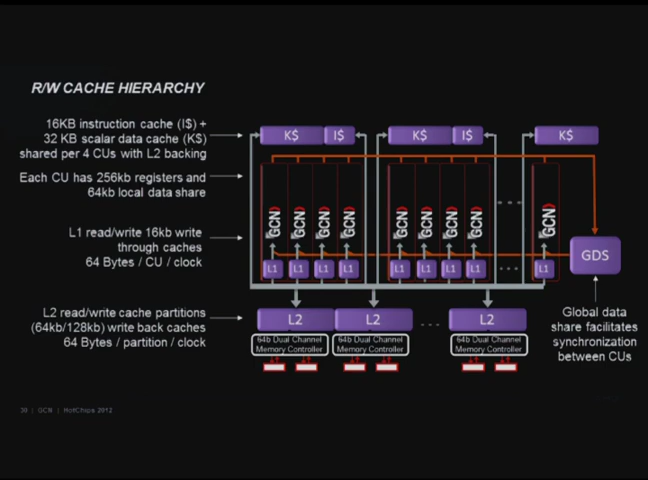 R/W CACHE HIERARCHY
16KB instruction cache (I$) +
32 KB scalar data cache (K$)
shared per 4 CUs with L2 backing
Each CU has 256kb registers and
64kb local data share
L1 read/write 16kb write
through caches
64 Bytes / CU / clock
L2 read/write cache partitions
(64kb/128kb) write back caches
64 Bytes / partition / clock
K$ I$ K$ I$ K$
GCN GCN GCN GCN GCN GCN GCN GCN GCN
L1 L1 L1 L1 L1 L1 L1 L1 L1
GDS
L2 L2 L2
64b Dual Channel
Memory Controller
64b Dual Channel
Memory Controller
64b Dual Channel
Memory Controller
Global data
share facilitates
synchronization
between CUs
30 | GCN | HotChips 2012